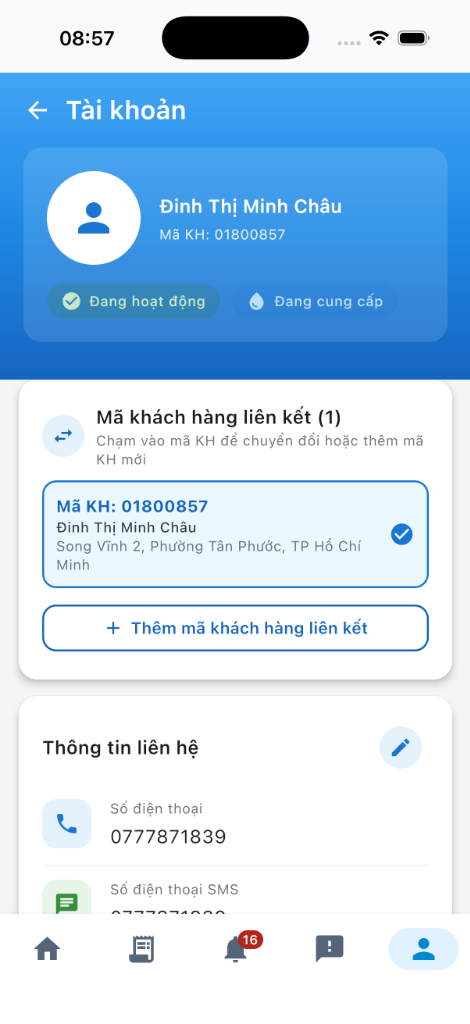 08:57
Tài khoản
Đinh Thị Minh Châu
Mã KH: 01800857
Đang hoạt động
Đang cung cấp
Mã khách hàng liên kết (1)
Chạm vào mã KH để chuyển đổi hoặc thêm mã
KH mới
Mã KH: 01800857
Đinh Thị Minh Châu
Song Vĩnh 2, Phường Tân Phước, TP Hồ Chí
Minh
+ Thêm mã khách hàng liên kết
Thông tin liên hệ
Số điện thoại
0777871839
Số điện thoại SMS
16